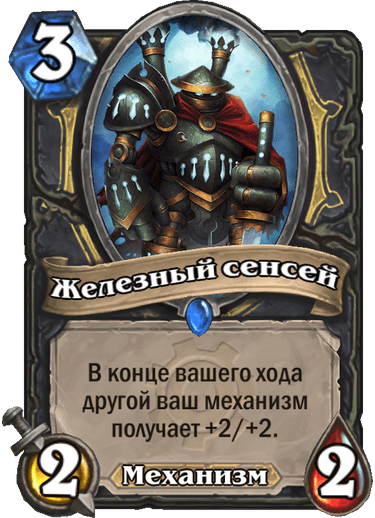 3
Железный сенсей
В конце вашего хода
другой ваш механизм
получает +2/+2.
2
Механизм
2